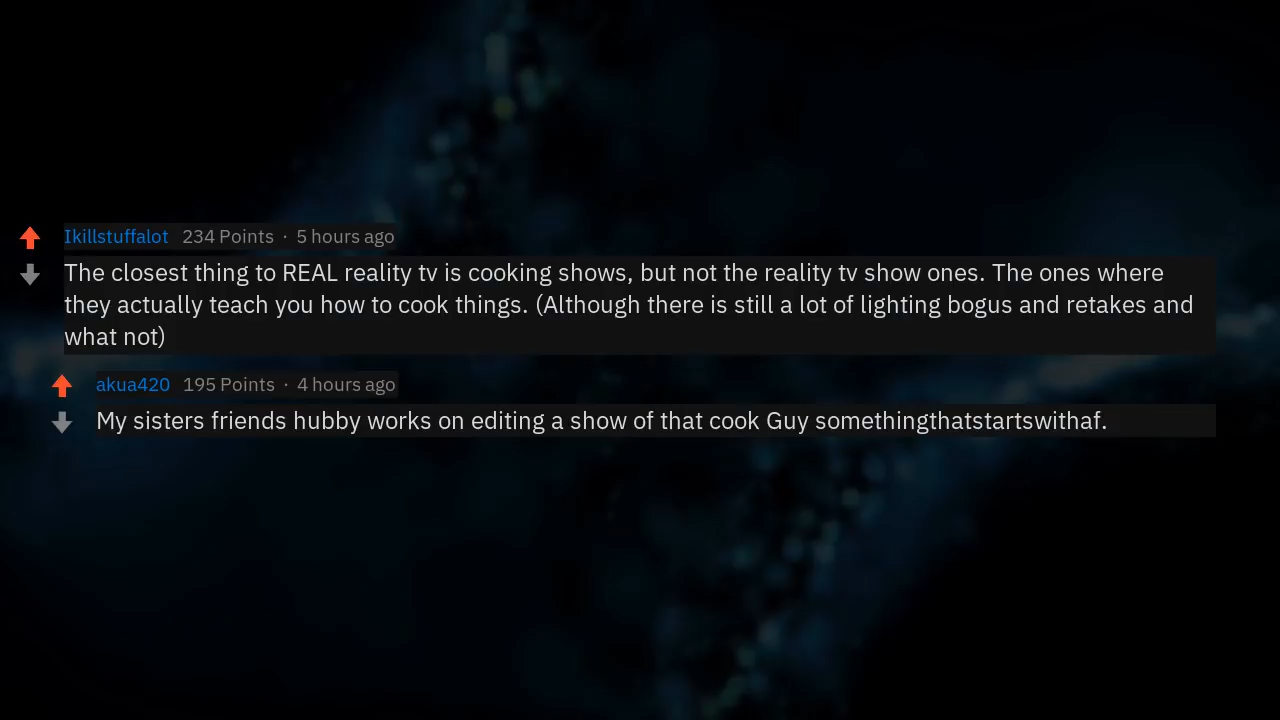 Ikillstuffalot 234 Points · 5 hours ago
The closest thing to REAL reality tv is cooking shows, but not the reality tv show ones. The ones where
they actually teach you how to cook things. (Although there is still a lot of lighting bogus and retakes and
what not)
akua420 195 Points · 4 hours ago
My sisters friends hubby works on editing a show of that cook Guy somethingthatstartswithaf.